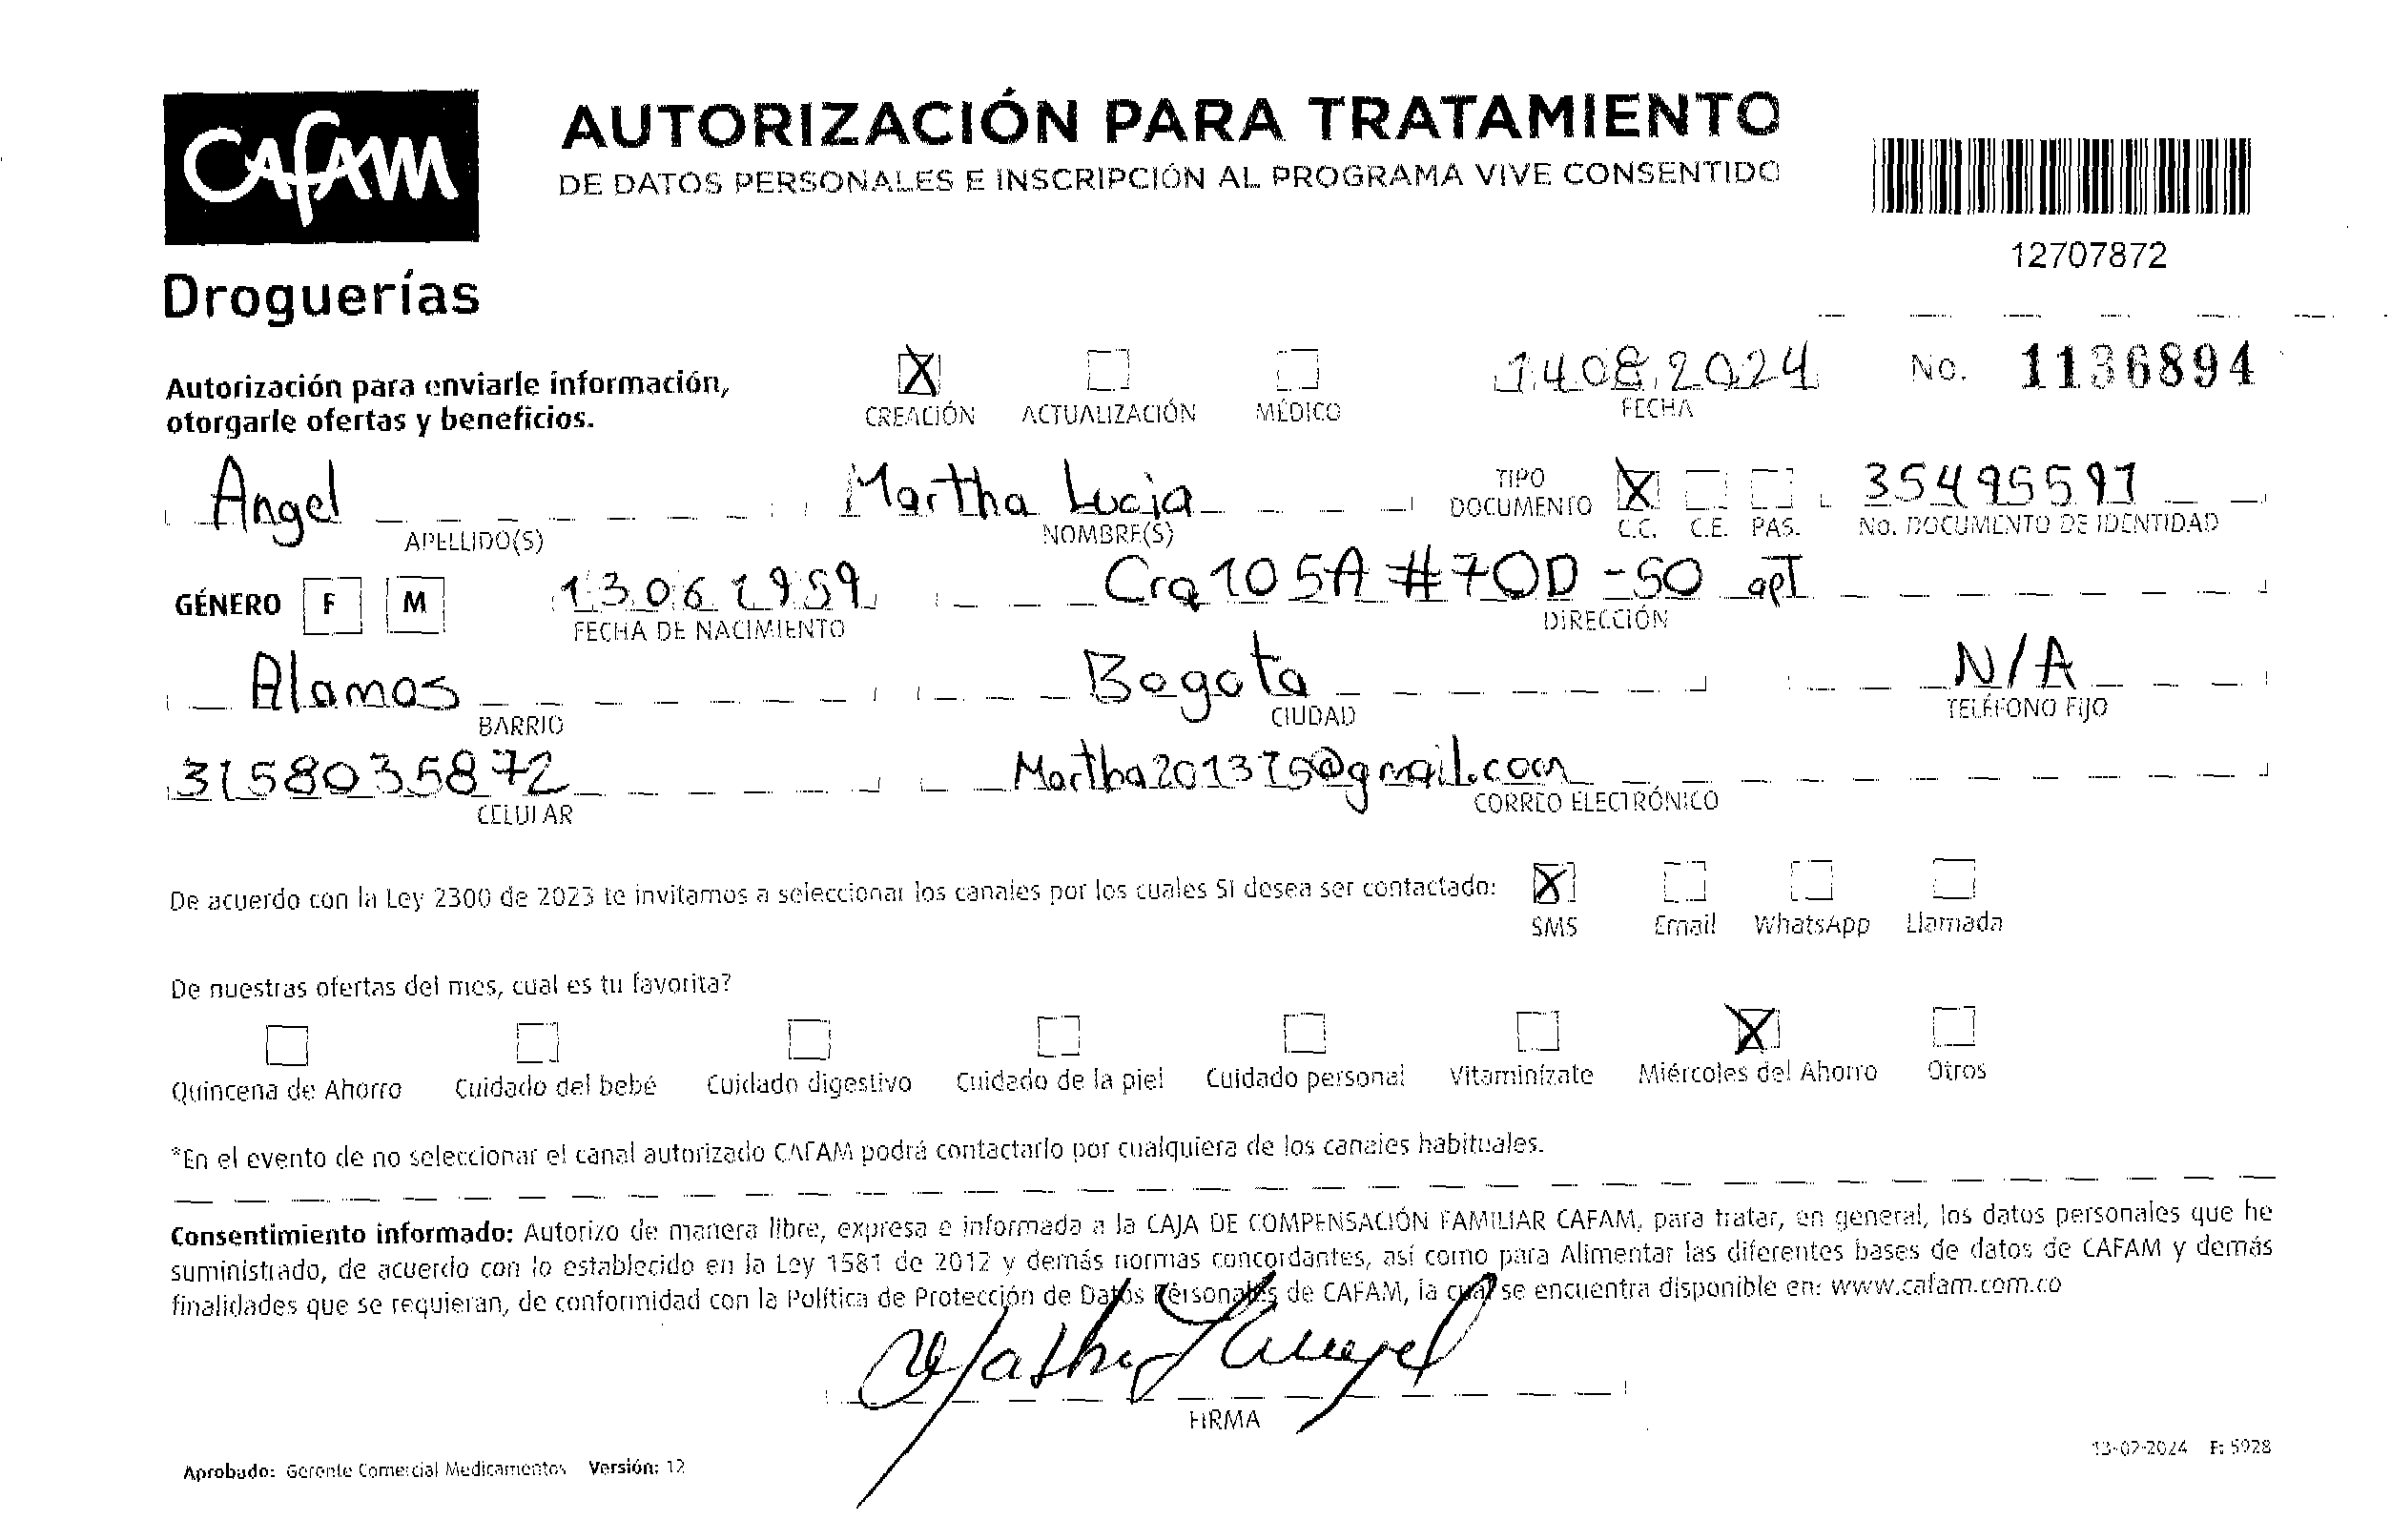 CAFAM
Droguerías
AUTORIZACIÓN PARA TRATAMIENTO
DE DATOS PERSONALES E INSCRIPCIÓN AL PROGRAMA VIVE CONSENTIDO
12707872
Autorización para enviarle información,
otorgarle ofertas y beneficios.
X CREACIÓN ACTUALIZACIÓN MÉDICO
14082024
FECHA
No. 1136894
Angel
APELLIDO(S)
Martha Lucia
NOMBRE(S)
TIPO
DOCUMENTO
X C.C. C.E. PAS.
35495597
No. DOCUMENTO DE IDENTIDAD
GÉNERO F M
13061959
FECHA DE NACIMIENTO
Cra 105A #70D-50 apt
DIRECCIÓN
Alamos
BARRIO
Bogota
CIUDAD
N/A
TELÉFONO FIJO
3158035872
CELULAR
Martha201375@gmail.com
CORREO ELECTRÓNICO
De acuerdo con la Ley 2300 de 2023 te invitamos a seleccionar los canales por los cuales SI desea ser contactado:
X SMS Email WhatsApp Llamada
De nuestras ofertas del mes, cual es tu favorita?
Quincena de Ahorro Cuidado del bebé Cuidado digestivo Cuidado de la piel Cuidado personal Vitaminízate X Miércoles del Ahorro Otros
*En el evento de no seleccionar el canal autorizado CAFAM podrá contactarlo por cualquiera de los canales habituales.
Consentimiento informado: Autorizo de manera libre, expresa e informada a la CAJA DE COMPENSACIÓN FAMILIAR CAFAM, para tratar, en general, los datos personales que he
suministrado, de acuerdo con lo establecido en la Ley 1581 de 2012 y demás normas concordantes, así como para Alimentar las diferentes bases de datos de CAFAM y demás
finalidades que se requieran, de conformidad con la Política de Protección de Datos Personales de CAFAM, la cual se encuentra disponible en: www.cafam.com.co
Martha L Angel
FIRMA
Aprobado: Gerente Comercial Medicamentos Versión: 12
13-02-2024 F: 5928